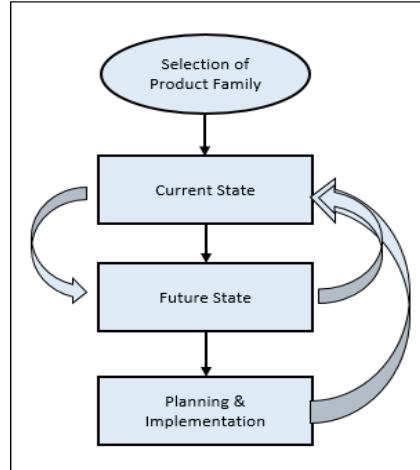 Selection of
Product Family
Current State
Future State
Planning &
Implementation